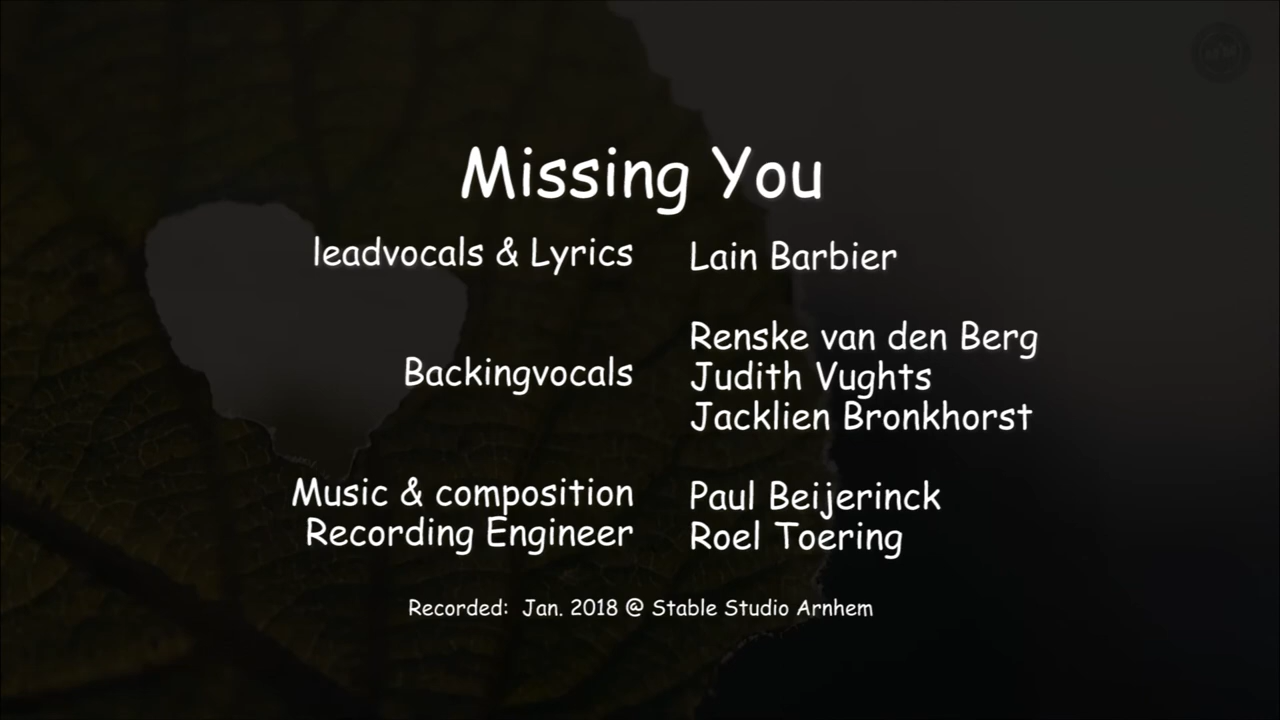 Missing You
leadvocals & Lyrics Lain Barbier
Renske van den Berg
Backingvocals Judith Vughts
Jacklien Bronkhorst
Music & composition Paul Beijerinck
Recording Engineer Roel Toering
Recorded: Jan. 2018 @ Stable Studio Arnhem